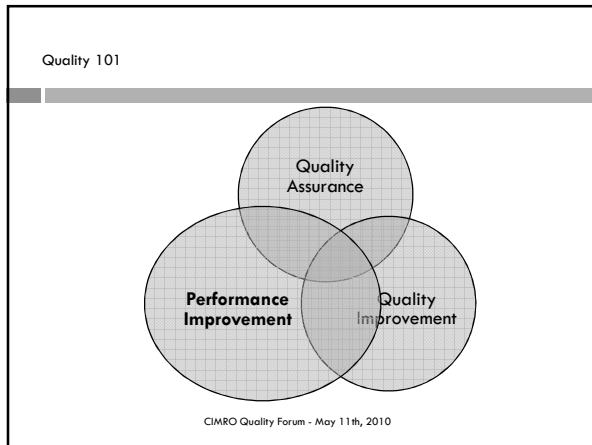 Quality 101
Quality
Assurance
Performance
Improvement
Quality
Improvement
CIMRO Quality Forum - May 11th, 2010